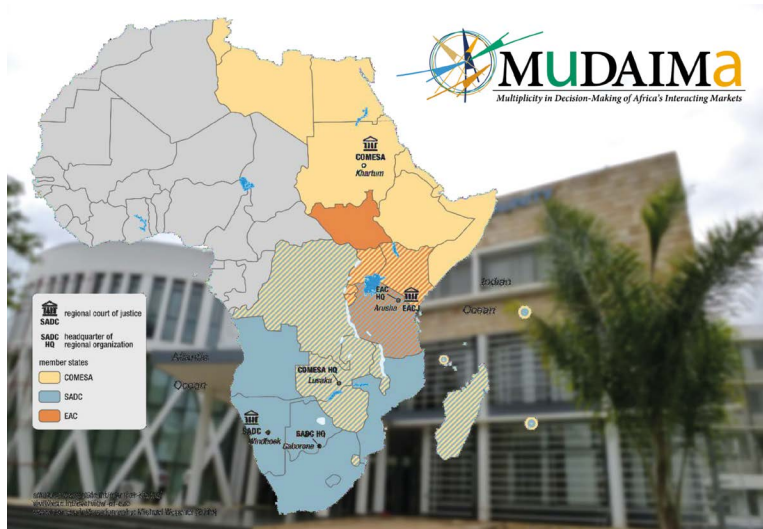 MuDAIMa
Multiplicity in Decision-Making of Africa's Interacting Markets
COMESA
Khartum
EAC
HQ
Arusha
EACJ
Indian
Ocean
SADC
regional court of justice
SADC
HQ
headquarter of
regional organization
member states
COMESA
SADC
EAC
Atlantic
Ocean
COMESA HQ
Lusaka
SADC
Windhoek
SADC HQ
Gaborone